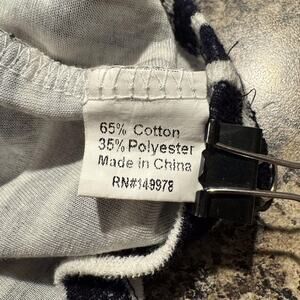 65% Cotton
35% Polyester
Made in China
RN#149978